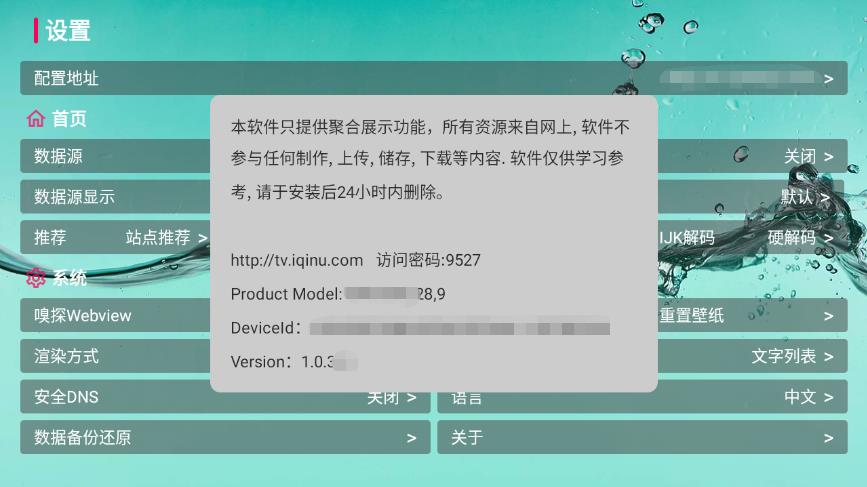 设置
配置地址 >
首页
数据源 关闭 >
数据源显示 默认 >
推荐 站点推荐 > IJK解码 硬解码 >
系统
嗅探Webview 重置壁纸 >
渲染方式 文字列表 >
安全DNS 关闭 > 语言 中文 >
数据备份还原 > 关于 >
本软件只提供聚合展示功能，所有资源来自网上, 软件不
参与任何制作, 上传, 储存, 下载等内容. 软件仅供学习参
考, 请于安装后24小时内删除。
http://tv.iqinu.com 访问密码:9527
Product Model: 28,9
DeviceId：
Version：1.0.3